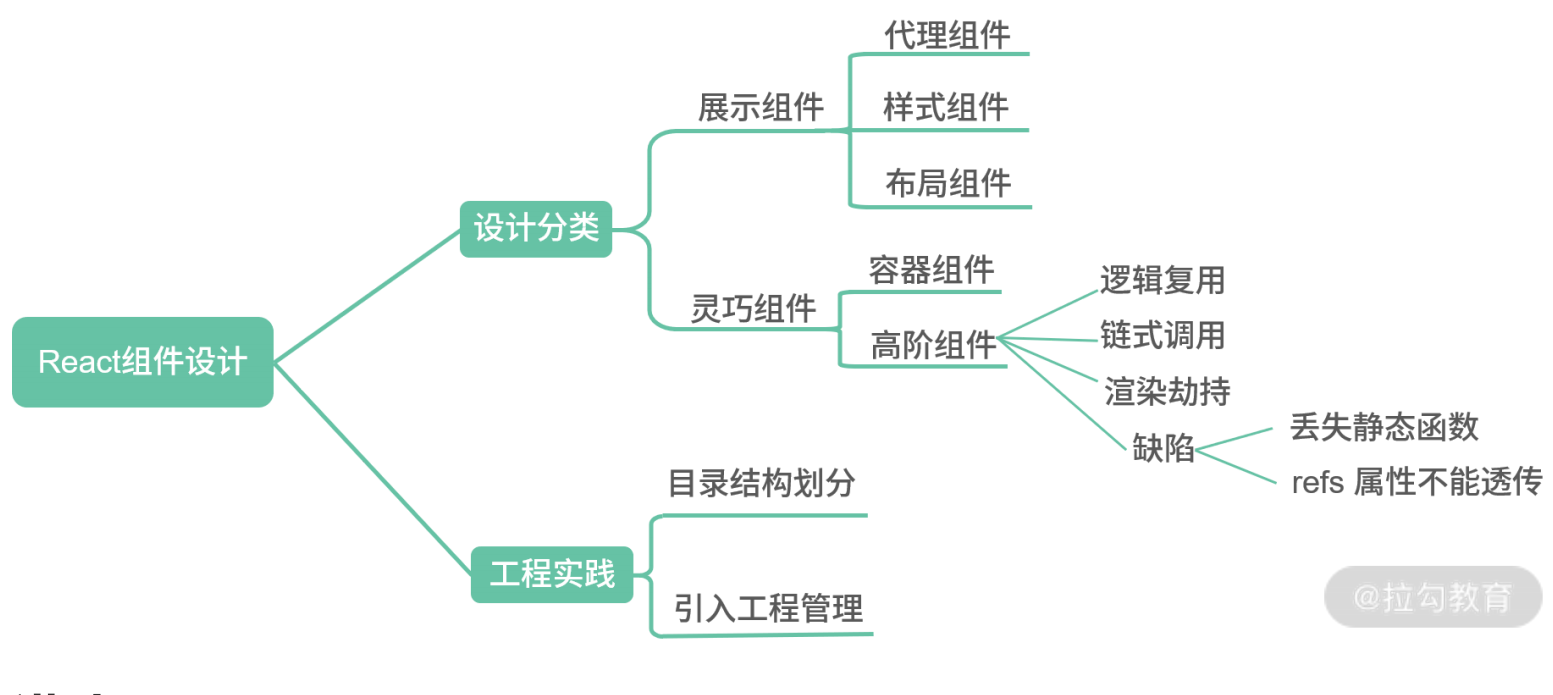 代理组件
展示组件
样式组件
布局组件
设计分类
容器组件
灵巧组件
高阶组件
逻辑复用
链式调用
渲染劫持
缺陷
丢失静态函数
refs 属性不能透传
React组件设计
目录结构划分
工程实践
引入工程管理
@拉勾教育